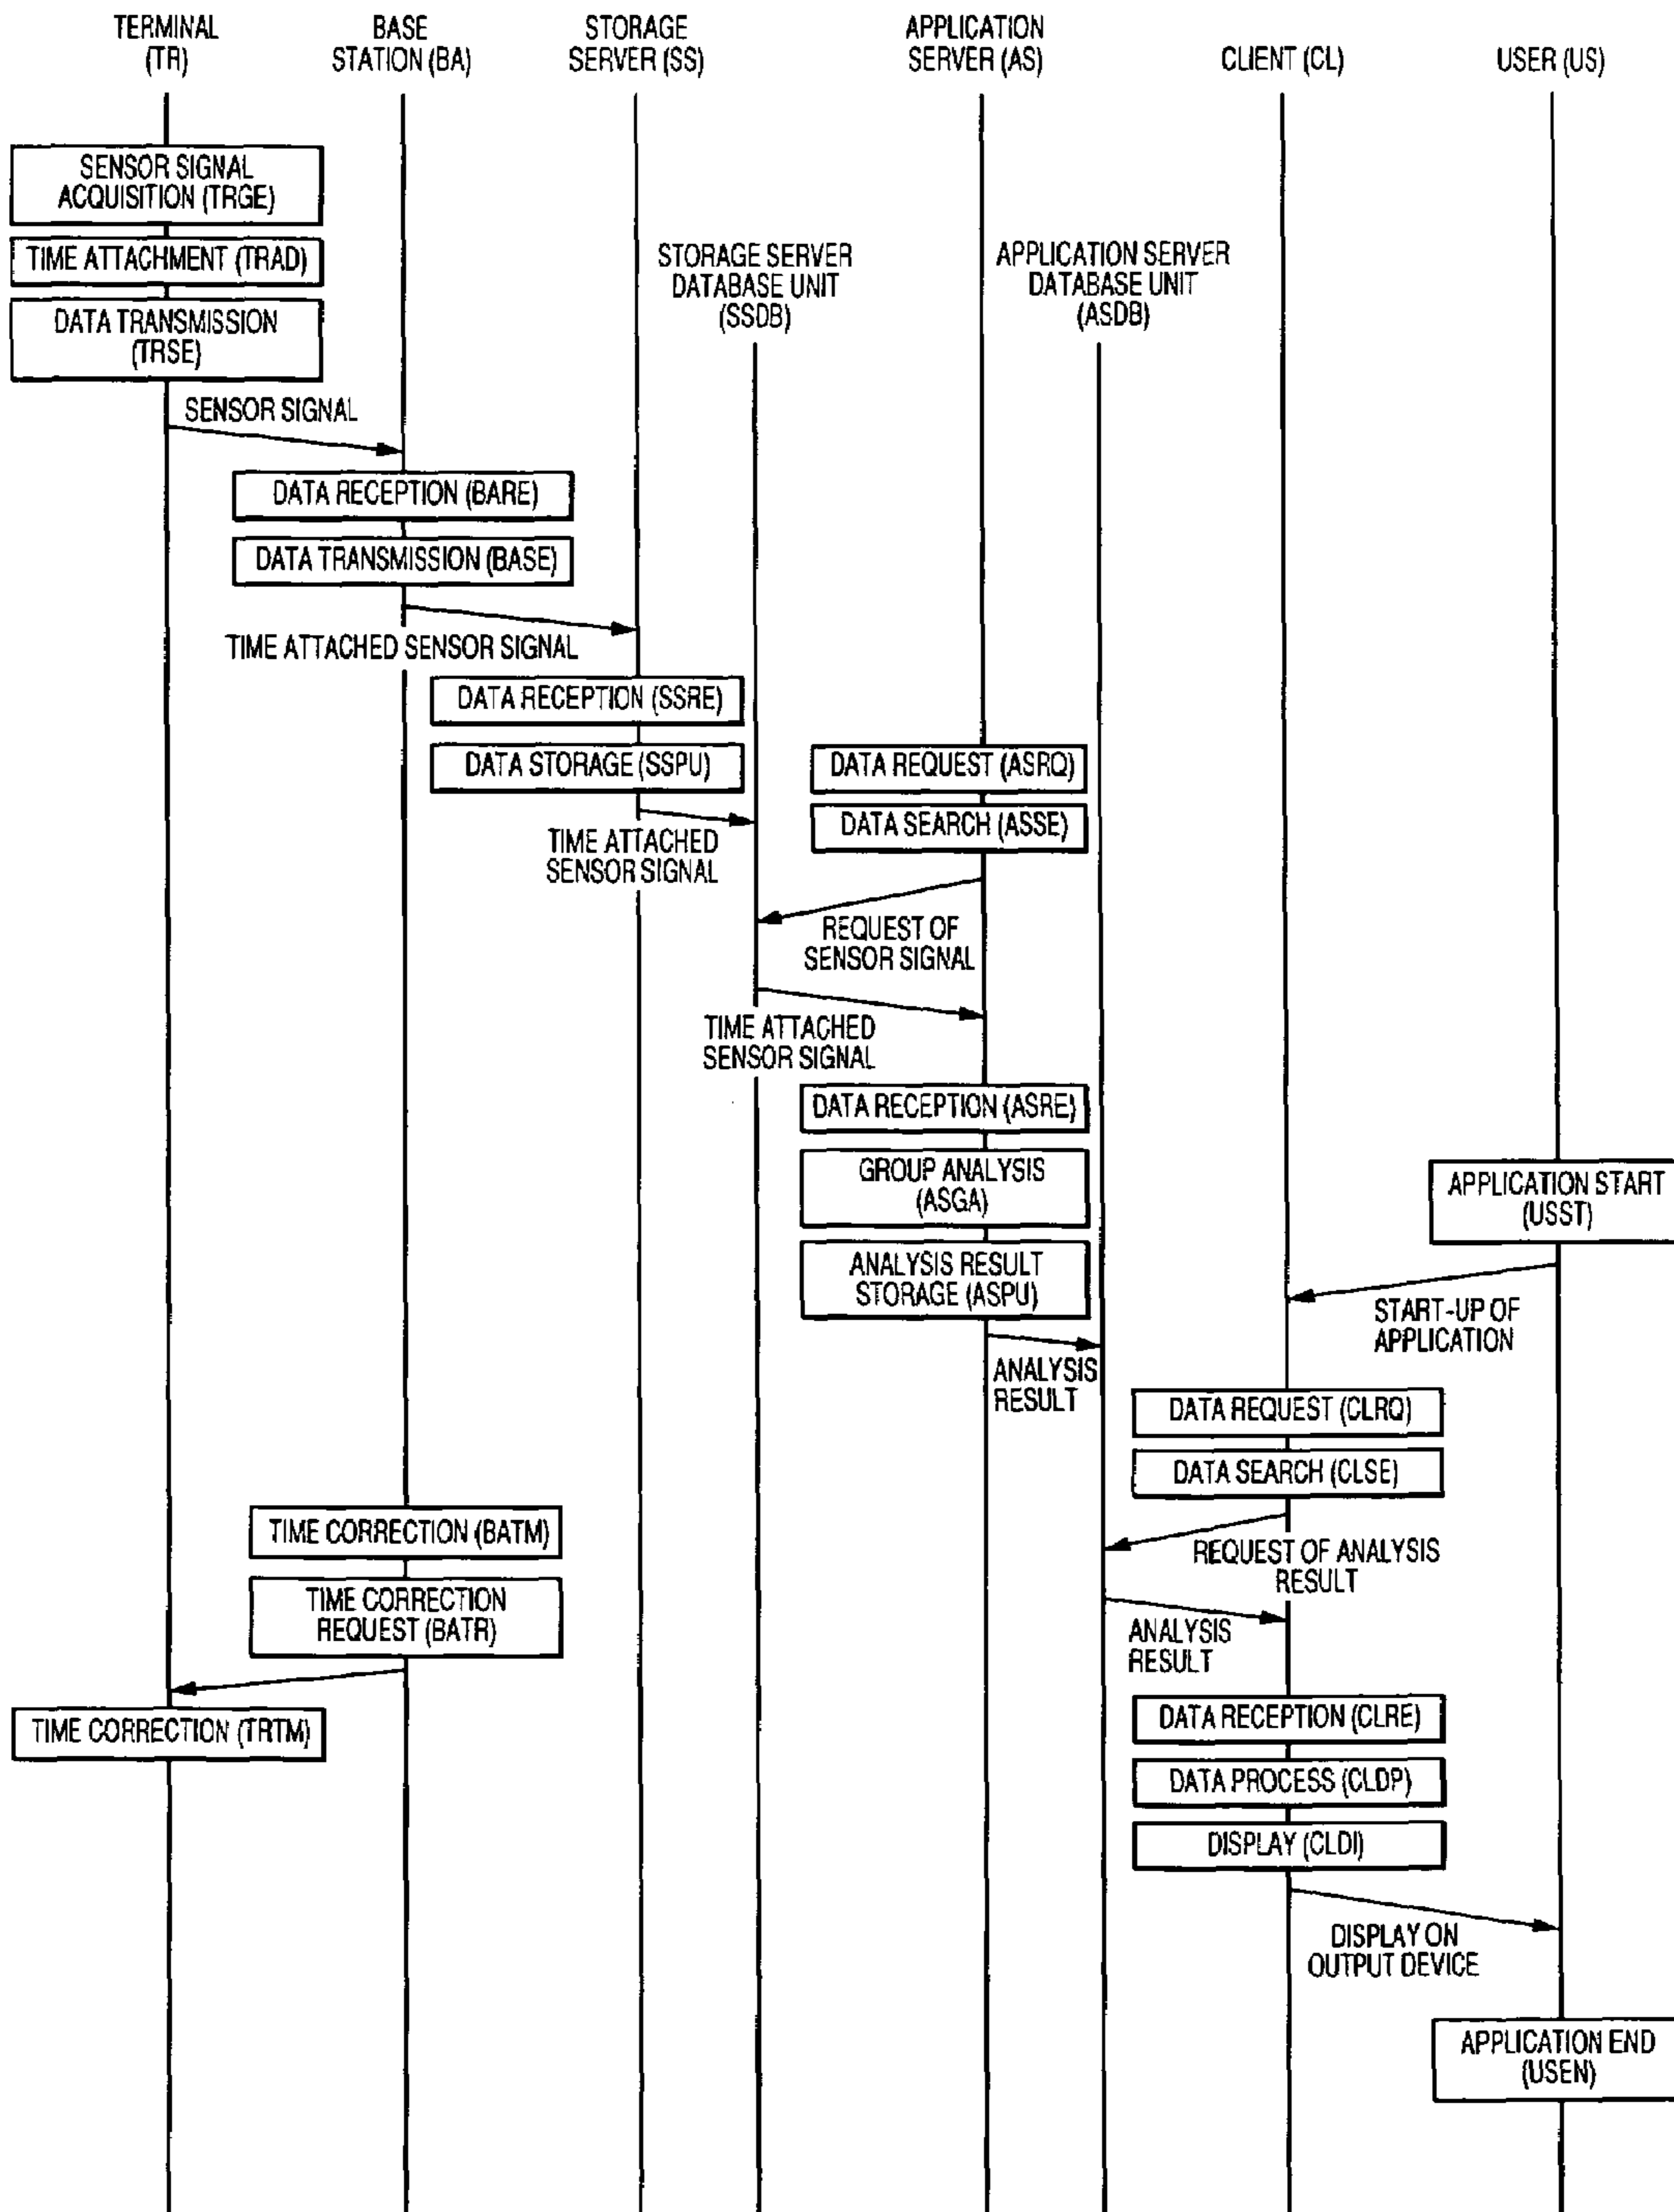 TERMINAL
(TR)
BASE
STATION (BA)
STORAGE
SERVER (SS)
APPLICATION
SERVER (AS)
CLIENT (CL)
USER (US)
SENSOR SIGNAL
ACQUISITION (TRGE)
TIME ATTACHMENT (TRAD)
DATA TRANSMISSION
(TRSE)
STORAGE SERVER
DATABASE UNIT
(SSDB)
APPLICATION SERVER
DATABASE UNIT
(ASDB)
SENSOR SIGNAL
DATA RECEPTION (BARE)
DATA TRANSMISSION (BASE)
TIME ATTACHED SENSOR SIGNAL
DATA RECEPTION (SSRE)
DATA STORAGE (SSPU)
TIME ATTACHED
SENSOR SIGNAL
DATA REQUEST (ASRQ)
DATA SEARCH (ASSE)
REQUEST OF
SENSOR SIGNAL
TIME ATTACHED
SENSOR SIGNAL
DATA RECEPTION (ASRE)
GROUP ANALYSIS
(ASGA)
ANALYSIS RESULT
STORAGE (ASPU)
ANALYSIS
RESULT
APPLICATION START
(USST)
START-UP OF
APPLICATION
DATA REQUEST (CLRQ)
DATA SEARCH (CLSE)
REQUEST OF ANALYSIS
RESULT
ANALYSIS
RESULT
TIME CORRECTION (BATM)
TIME CORRECTION
REQUEST (BATR)
TIME CORRECTION (TRTM)
DATA RECEPTION (CLRE)
DATA PROCESS (CLDP)
DISPLAY (CLDI)
DISPLAY ON
OUTPUT DEVICE
APPLICATION END
(USEN)